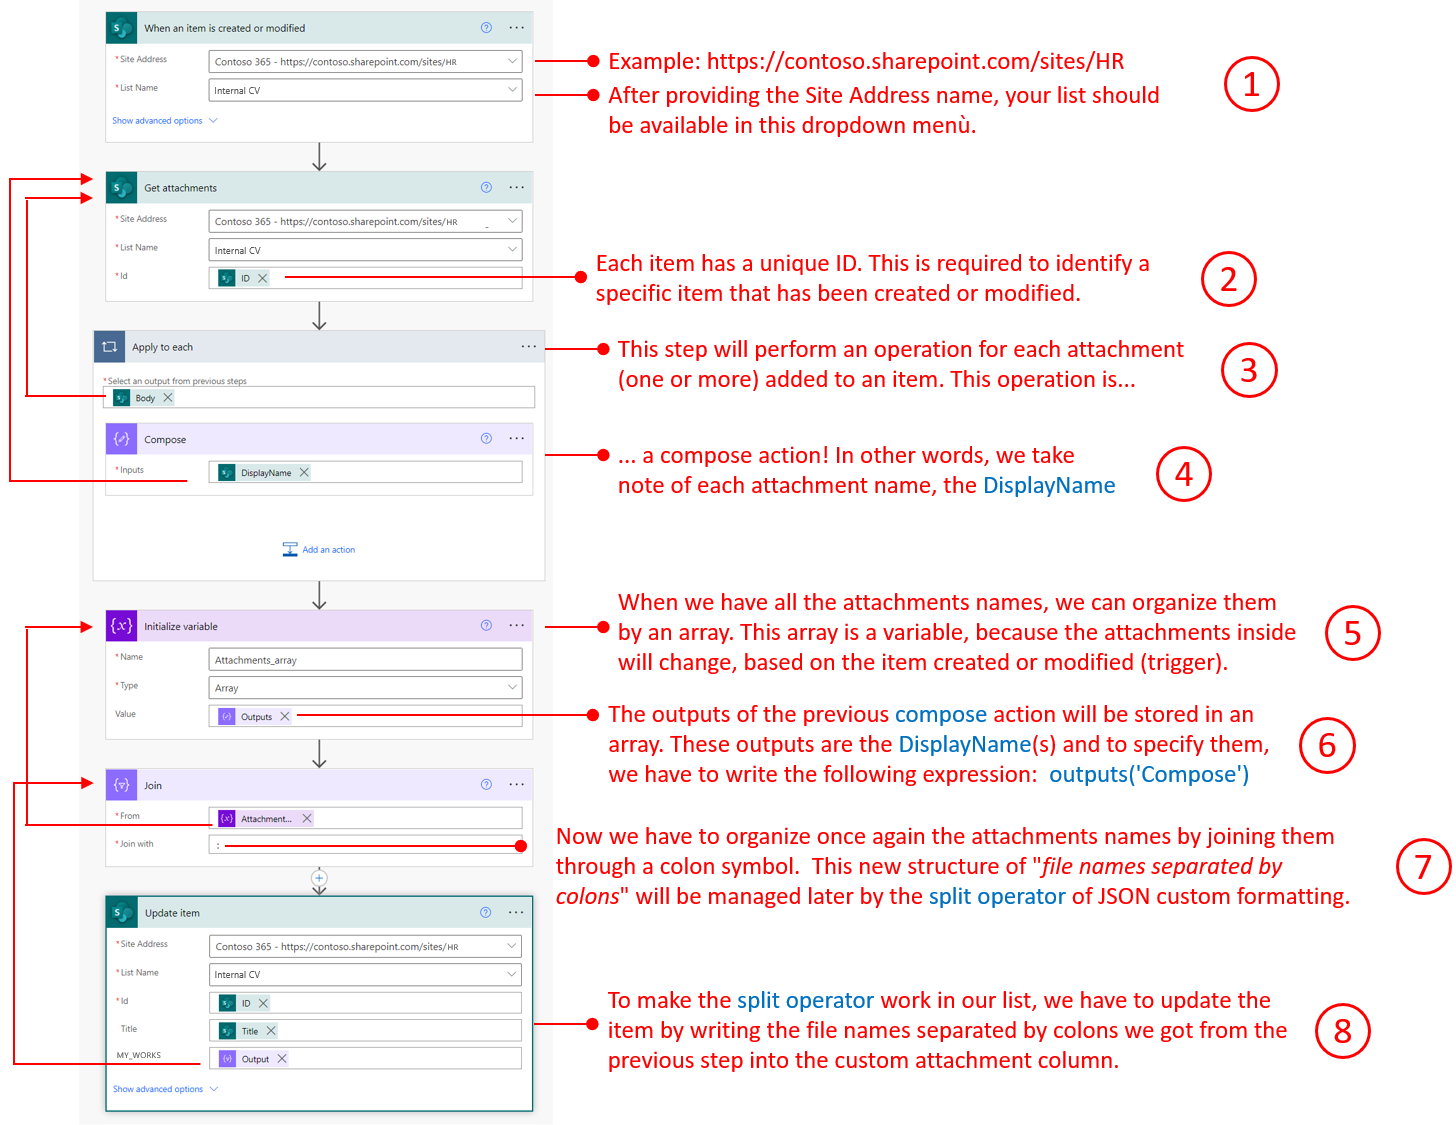 When an item is created or modified
* Site Address
Contoso 365 - https://contoso.sharepoint.com/sites/HR
* List Name
Internal CV
Show advanced options
Example: https://contoso.sharepoint.com/sites/HR
After providing the Site Address name, your list should
be available in this dropdown menù.
1
Get attachments
* Site Address
Contoso 365 - https://contoso.sharepoint.com/sites/HR
* List Name
Internal CV
* Id
ID
Each item has a unique ID. This is required to identify a
specific item that has been created or modified.
2
Apply to each
* Select an output from previous steps
Body
This step will perform an operation for each attachment
(one or more) added to an item. This operation is...
3
Compose
* Inputs
DisplayName
... a compose action! In other words, we take
note of each attachment name, the DisplayName
4
Add an action
Initialize variable
* Name
Attachments_array
* Type
Array
Value
Outputs
When we have all the attachments names, we can organize them
by an array. This array is a variable, because the attachments inside
will change, based on the item created or modified (trigger).
5
The outputs of the previous compose action will be stored in an
array. These outputs are the DisplayName(s) and to specify them,
we have to write the following expression: outputs('Compose')
6
Join
* From
Attachment...
* Join with
:
Now we have to organize once again the attachments names by joining them
through a colon symbol. This new structure of "file names separated by
colons" will be managed later by the split operator of JSON custom formatting.
7
Update item
* Site Address
Contoso 365 - https://contoso.sharepoint.com/sites/HR
* List Name
Internal CV
* Id
ID
Title
Title
MY_WORKS
Output
Show advanced options
To make the split operator work in our list, we have to update the
item by writing the file names separated by colons we got from the
previous step into the custom attachment column.
8